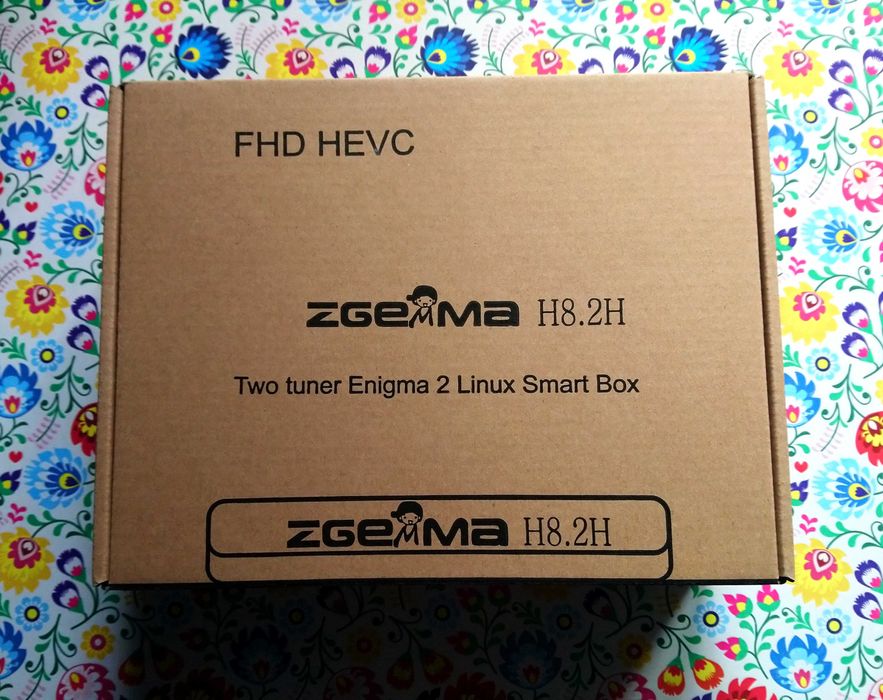 FHD HEVC
ZGEMMA H8.2H
Two tuner Enigma 2 Linux Smart Box
ZGEMMA H8.2H